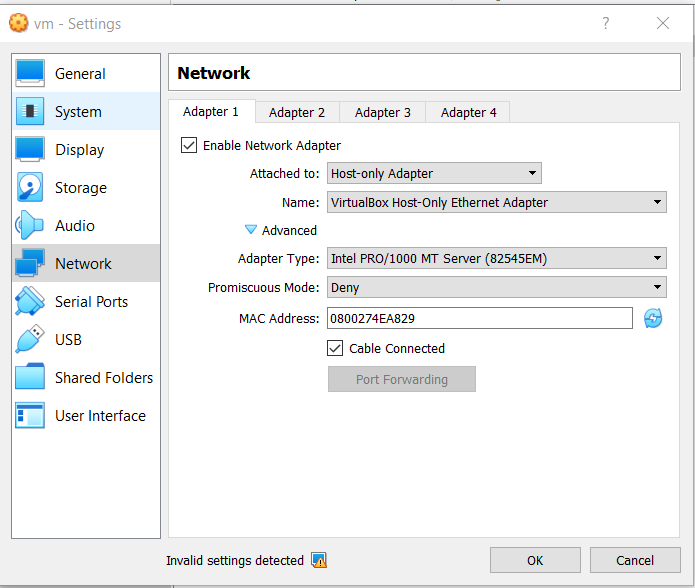 vm - Settings
?
General
System
Display
Storage
Audio
Network
Serial Ports
USB
Shared Folders
User Interface
Network
Adapter 1 Adapter 2 Adapter 3 Adapter 4
Enable Network Adapter
Attached to: Host-only Adapter
Name: VirtualBox Host-Only Ethernet Adapter
Advanced
Adapter Type: Intel PRO/1000 MT Server (82545EM)
Promiscuous Mode: Deny
MAC Address: 0800274EA829
Cable Connected
Port Forwarding
Invalid settings detected
OK Cancel